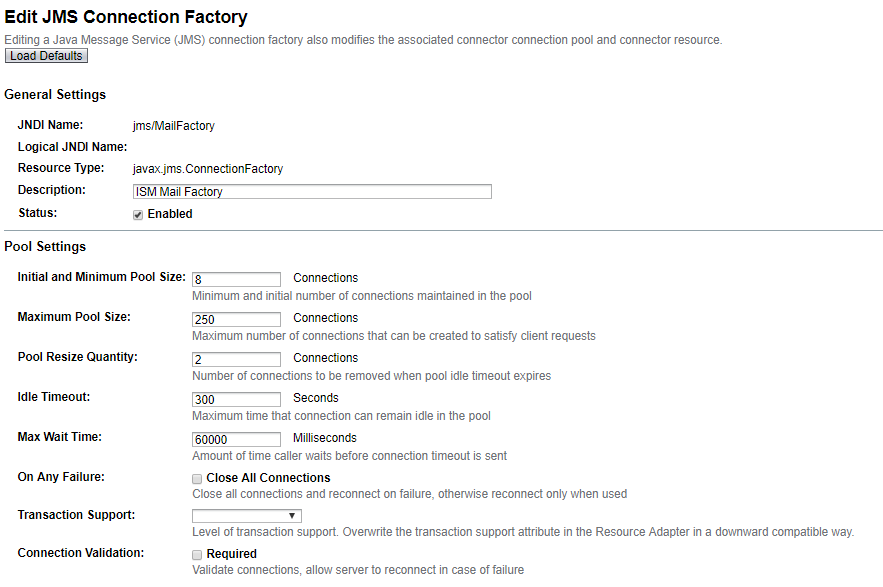 Edit JMS Connection Factory
Editing a Java Message Service (JMS) connection factory also modifies the associated connector connection pool and connector resource.
Load Defaults
General Settings
JNDI Name: jms/MailFactory
Logical JNDI Name:
Resource Type: javax.jms.ConnectionFactory
Description: ISM Mail Factory
Status: Enabled
Pool Settings
Initial and Minimum Pool Size: 8 Connections
Minimum and initial number of connections maintained in the pool
Maximum Pool Size: 250 Connections
Maximum number of connections that can be created to satisfy client requests
Pool Resize Quantity: 2 Connections
Number of connections to be removed when pool idle timeout expires
Idle Timeout: 300 Seconds
Maximum time that connection can remain idle in the pool
Max Wait Time: 60000 Milliseconds
Amount of time caller waits before connection timeout is sent
On Any Failure: Close All Connections
Close all connections and reconnect on failure, otherwise reconnect only when used
Transaction Support:
Level of transaction support. Overwrite the transaction support attribute in the Resource Adapter in a downward compatible way.
Connection Validation: Required
Validate connections, allow server to reconnect in case of failure